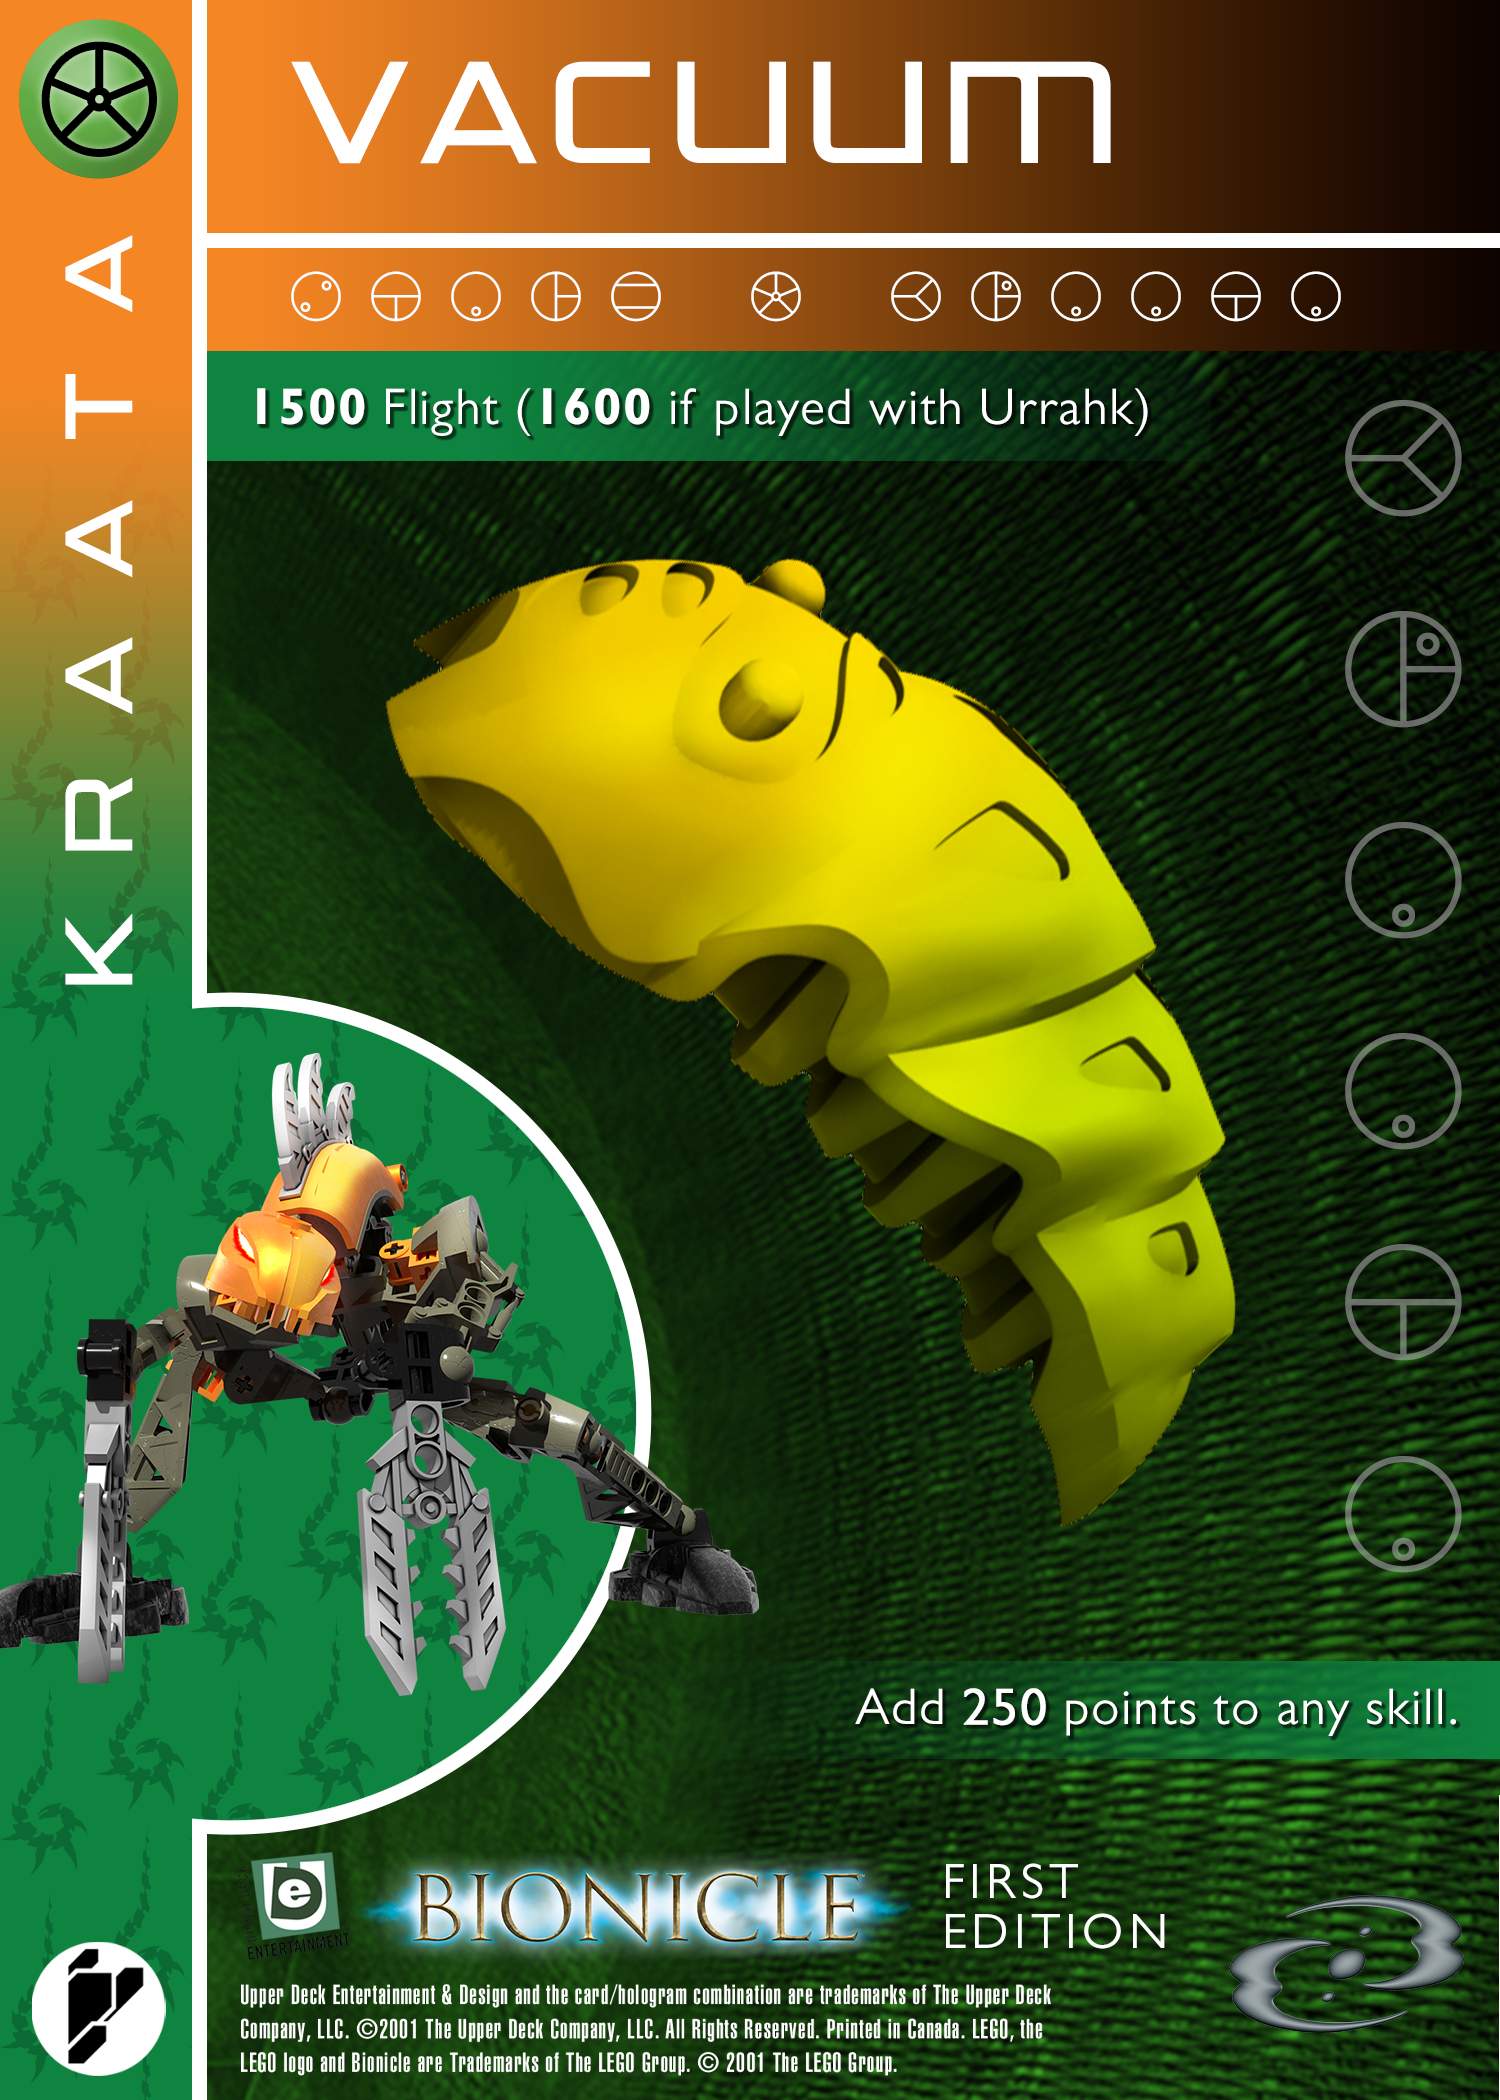 VACUUM
KRAATA
1500 Flight (1600 if played with Urrahk)
Add 250 points to any skill.
e
ENTERTAINMENT
BIONICLE
FIRST
EDITION
Upper Deck Entertainment & Design and the card/hologram combination are trademarks of The Upper Deck
Company, LLC. ©2001 The Upper Deck Company, LLC. All Rights Reserved. Printed in Canada. LEGO, the
LEGO logo and Bionicle are Trademarks of The LEGO Group. © 2001 The LEGO Group.